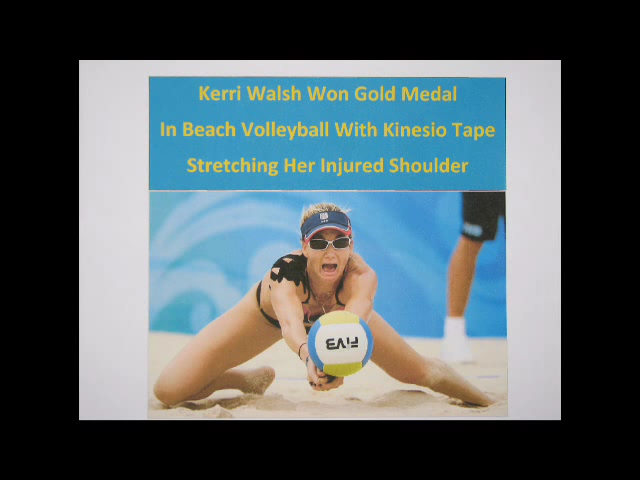 Kerri Walsh Won Gold Medal
In Beach Volleyball With Kinesio Tape
Stretching Her Injured Shoulder
FIVB